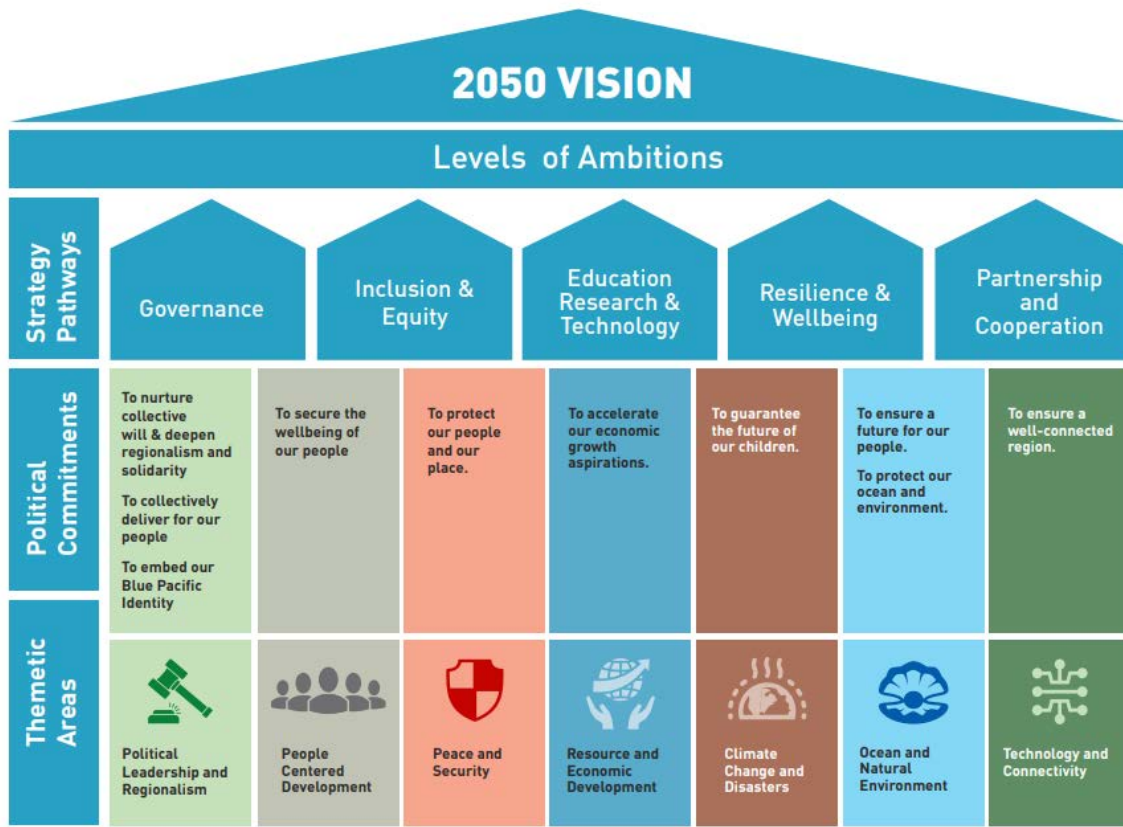 2050 VISION
Levels of Ambitions
Strategy
Pathways
Governance
Inclusion &
Equity
Education
Research &
Technology
Resilience &
Wellbeing
Partnership
and
Cooperation
Political
Commitments
To nurture
collective
will & deepen
regionalism and
solidarity
To collectively
deliver for our
people
To embed our
Blue Pacific
Identity
To secure the
wellbeing of
our people
To protect
our people
and our
place.
To accelerate
our economic
growth
aspirations.
To guarantee
the future of
our children.
To ensure a
future for our
people.
To protect our
ocean and
environment.
To ensure a
well-connected
region.
Themetic
Areas
Political
Leadership and
Regionalism
People
Centered
Development
Peace and
Security
Resource and
Economic
Development
Climate
Change and
Disasters
Ocean and
Natural
Environment
Technology and
Connectivity